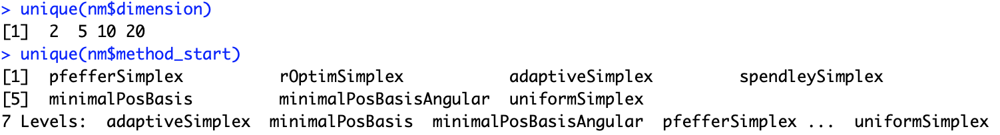 > unique(nm$dimension)
[1]  2  5 10 20
> unique(nm$method_start)
[1]  pfefferSimplex          rOptimSimplex           adaptiveSimplex        spendleySimplex
[5]  minimalPosBasis         minimalPosBasisAngular  uniformSimplex
7 Levels:  adaptiveSimplex  minimalPosBasis  minimalPosBasisAngular  pfefferSimplex ...  uniformSimplex